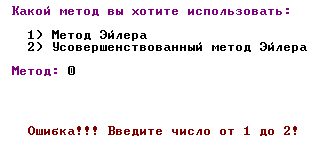 Какой метод вы хотите использовать:
1) Метод Эйлера
2) Усовершенствованный метод Эйлера
Метод: 0
Ошибка!!! Введите число от 1 до 2!